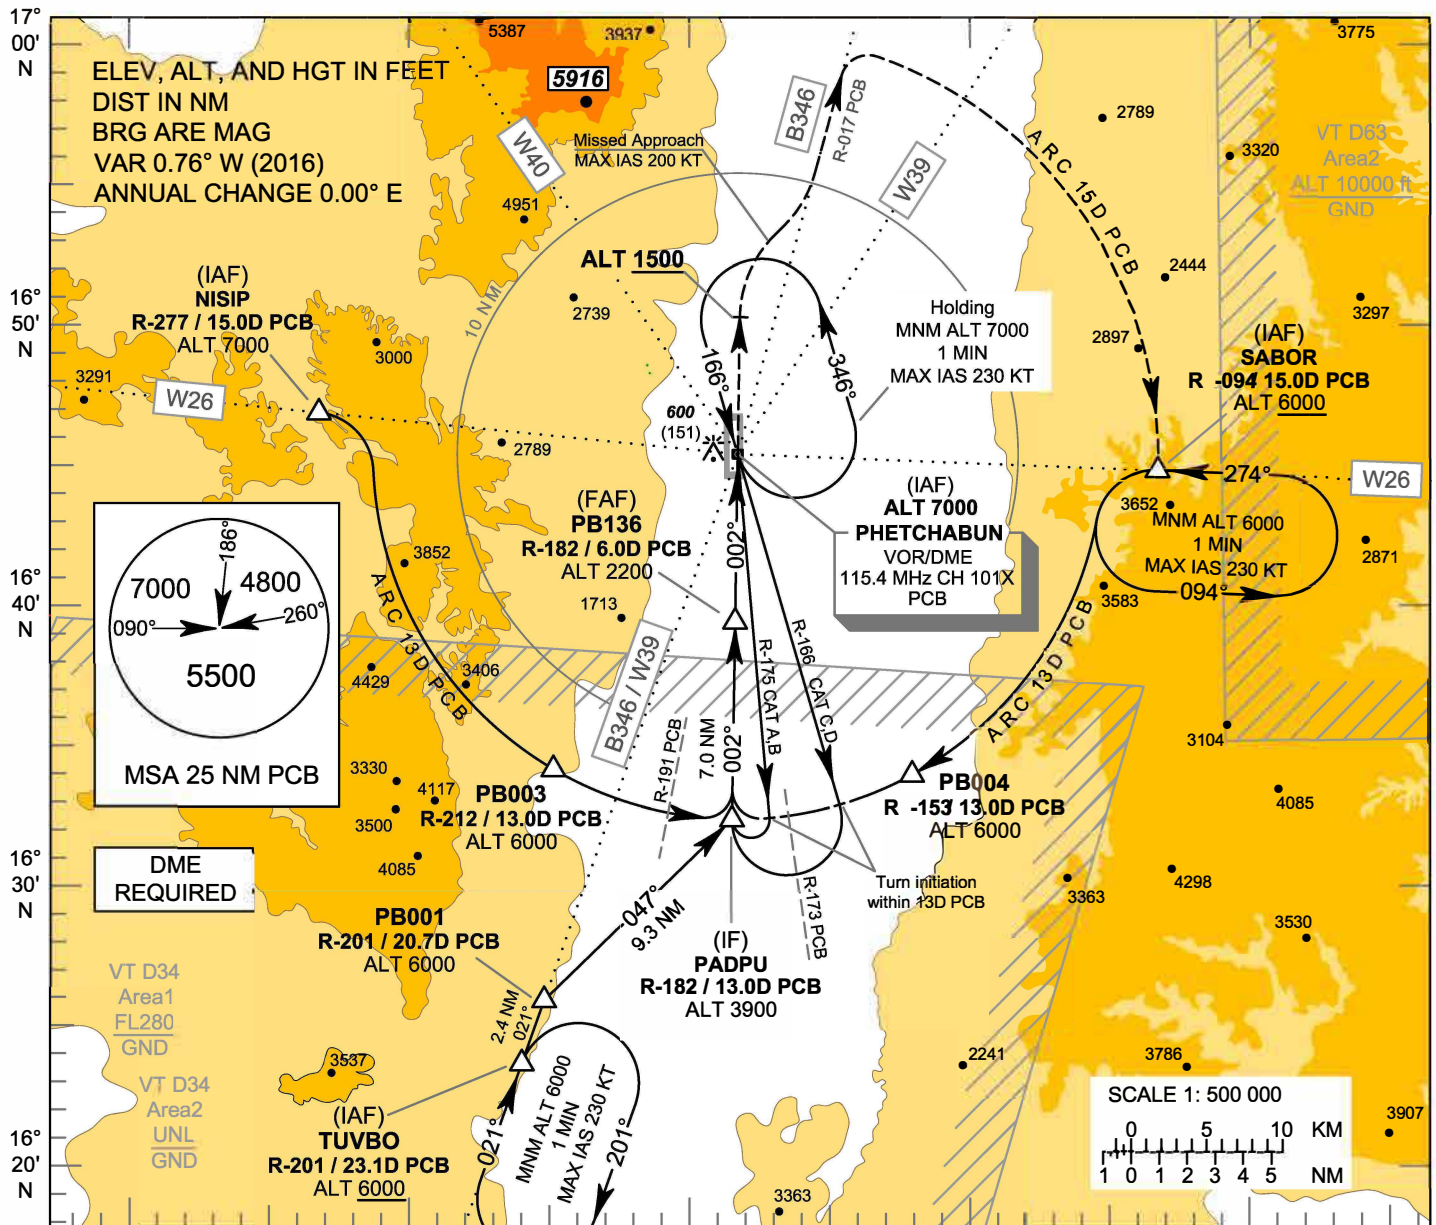 17°
00'
N
5387
3937
3775
ELEV, ALT, AND HGT IN FEET
DIST IN NM
BRG ARE MAG
VAR 0.76° W (2016)
ANNUAL CHANGE 0.00° E
5916
W40
Missed Approach
MAX IAS 200 KT
B346
R-017 PCB
W39
ARC 15D PCB
2789
3320
VT D63
Area2
ALT 10000 ft
GND
4951
2444
3297
2897
(IAF)
NISIP
R-277 / 15.0D PCB
ALT 7000
ALT 1500
10 NM
2739
3000
16°
50'
N
3291
W26
Holding
MNM ALT 7000
1 MIN
MAX IAS 230 KT
166°
346°
(IAF)
SABOR
R -094/ 15.0D PCB
ALT 6000
600
(151)
2789
274°
W26
3652
MNM ALT 6000
1 MIN
MAX IAS 230 KT
094°
2871
3583
(IAF)
ALT 7000
PHETCHABUN
VOR/DME
115.4 MHz CH 101X
PCB
(FAF)
PB136
R-182 / 6.0D PCB
ALT 2200
002°
7000
186°
4800
090°
260°
5500
MSA 25 NM PCB
3852
1713
16°
40'
N
ARC 13D PCB
3406
4429
B346 / W39
R-175 CAT A,B
R-166 CAT C,D
ARC 13D PCB
R-191 PCB
7.0 NM
002°
3104
3330
4117
3500
4085
PB003
R-212 / 13.0D PCB
ALT 6000
PB004
R -153/ 13.0D PCB
ALT 6000
4085
DME
REQUIRED
16°
30'
N
Turn initiation
within 13D PCB
R-173 PCB
3363
4298
3530
047°
9.3 NM
PB001
R-201 / 20.7D PCB
ALT 6000
(IF)
PADPU
R-182 / 13.0D PCB
ALT 3900
VT D34
Area1
FL280
GND
2.4 NM
021°
VT D34
Area2
UNL
GND
3537
(IAF)
TUVBO
R-201 / 23.1D PCB
ALT 6000
021°
MNM ALT 6000
1 MIN
MAX IAS 230 KT
201°
2241
3786
3907
3363
16°
20'
N
SCALE 1: 500 000
0 5 10 KM
1 0 1 2 3 4 5 NM